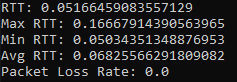 RTT: 0.05166459083557129
Max RTT: 0.16667914390563965
Min RTT: 0.05034351348876953
Avg RTT: 0.06825566291809082
Packet Loss Rate: 0.0